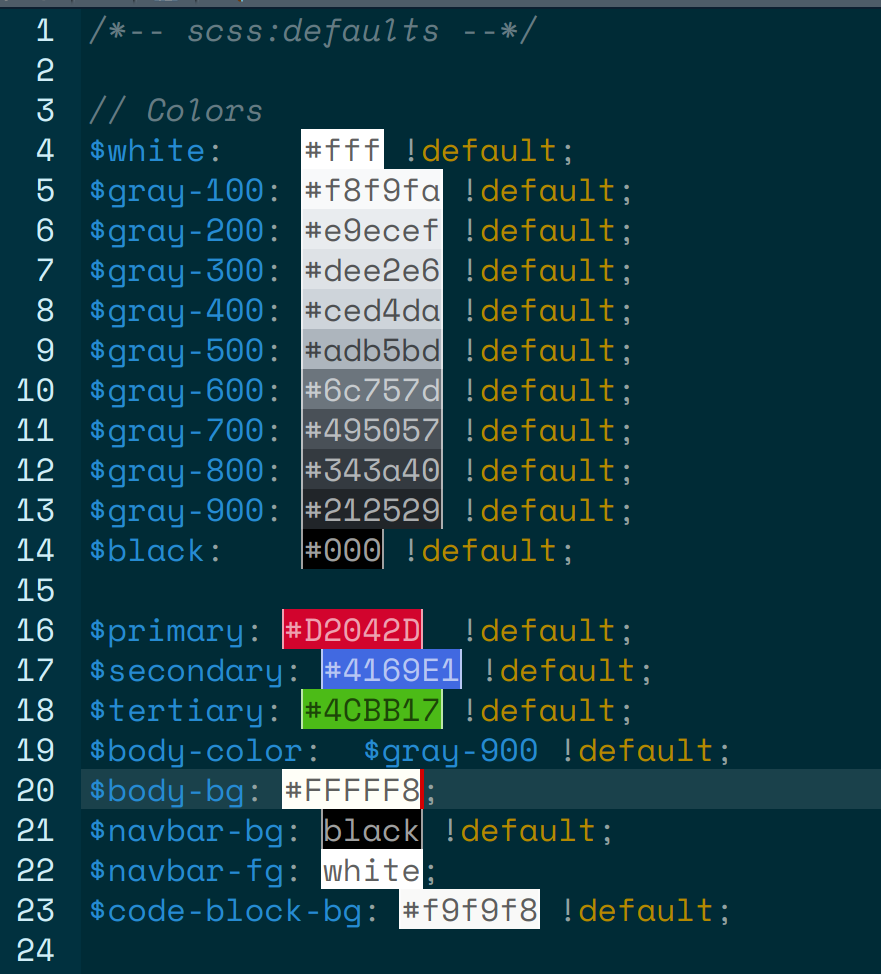 1 /*-- scss:defaults --*/
2
3 // Colors
4 $white:    #fff !default;
5 $gray-100: #f8f9fa !default;
6 $gray-200: #e9ecef !default;
7 $gray-300: #dee2e6 !default;
8 $gray-400: #ced4da !default;
9 $gray-500: #adb5bd !default;
10 $gray-600: #6c757d !default;
11 $gray-700: #495057 !default;
12 $gray-800: #343a40 !default;
13 $gray-900: #212529 !default;
14 $black:    #000 !default;
15
16 $primary: #D2042D  !default;
17 $secondary: #4169E1 !default;
18 $tertiary: #4CBB17 !default;
19 $body-color:  $gray-900 !default;
20 $body-bg: #FFFFF8;
21 $navbar-bg: black !default;
22 $navbar-fg: white;
23 $code-block-bg: #f9f9f8 !default;
24